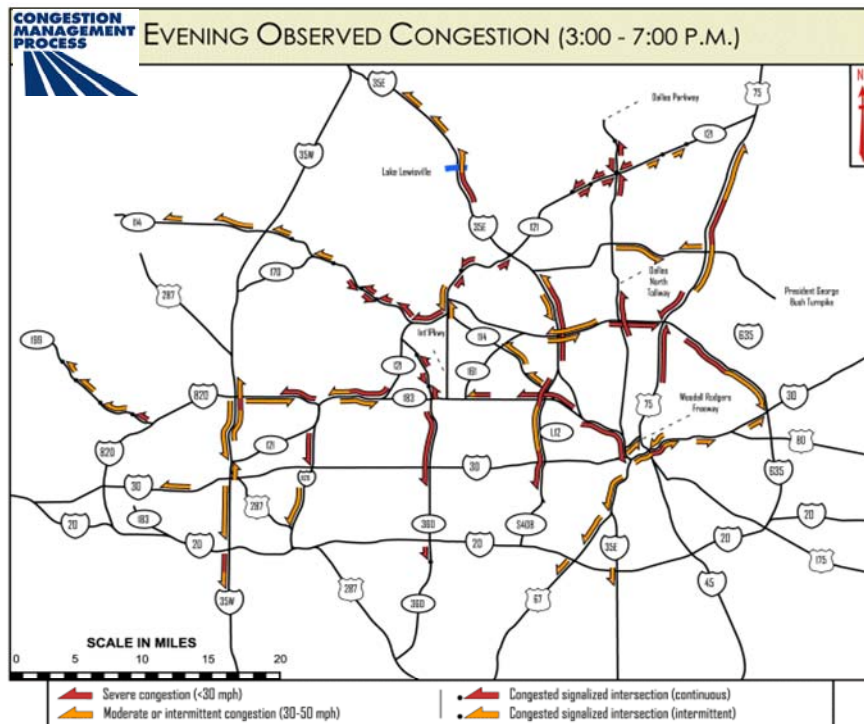 CONGESTION
MANAGEMENT
PROCESS
EVENING OBSERVED CONGESTION (3:00 - 7:00 P.M.)
N
35E
75
Dallas Parkway
121
35W
Lake Lewisville
114
35E
121
170
287
Dallas
North
Tollway
President George
Bush Turnpike
635
Int'l Pkwy
114
199
121
161
820
183
75
Woodall Rodgers
Freeway
30
121
L12
80
820
30
820
30
635
20
183
287
360
S408
20
20
20
35E
20
175
287
35W
360
67
45
SCALE IN MILES
0 5 10 15 20
Severe congestion (<30 mph)
Congested signalized intersection (continuous)
Moderate or intermittent congestion (30-50 mph)
Congested signalized intersection (intermittent)